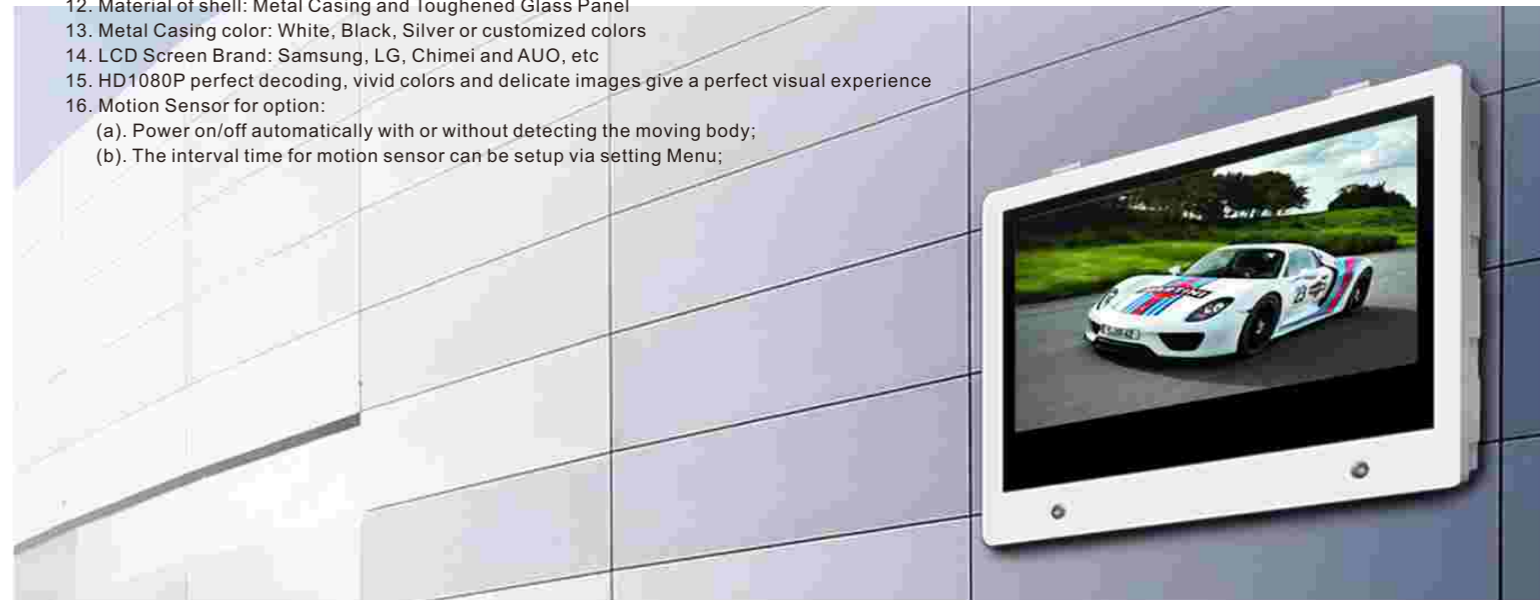 12. Material of shell: Metal Casing and Toughened Glass Panel
13. Metal Casing color: White, Black, Silver or customized colors
14. LCD Screen Brand: Samsung, LG, Chimei and AUO, etc
15. HD1080P perfect decoding, vivid colors and delicate images give a perfect visual experience
16. Motion Sensor for option:
(a). Power on/off automatically with or without detecting the moving body;
(b). The interval time for motion sensor can be setup via setting Menu;
MARTINI
23